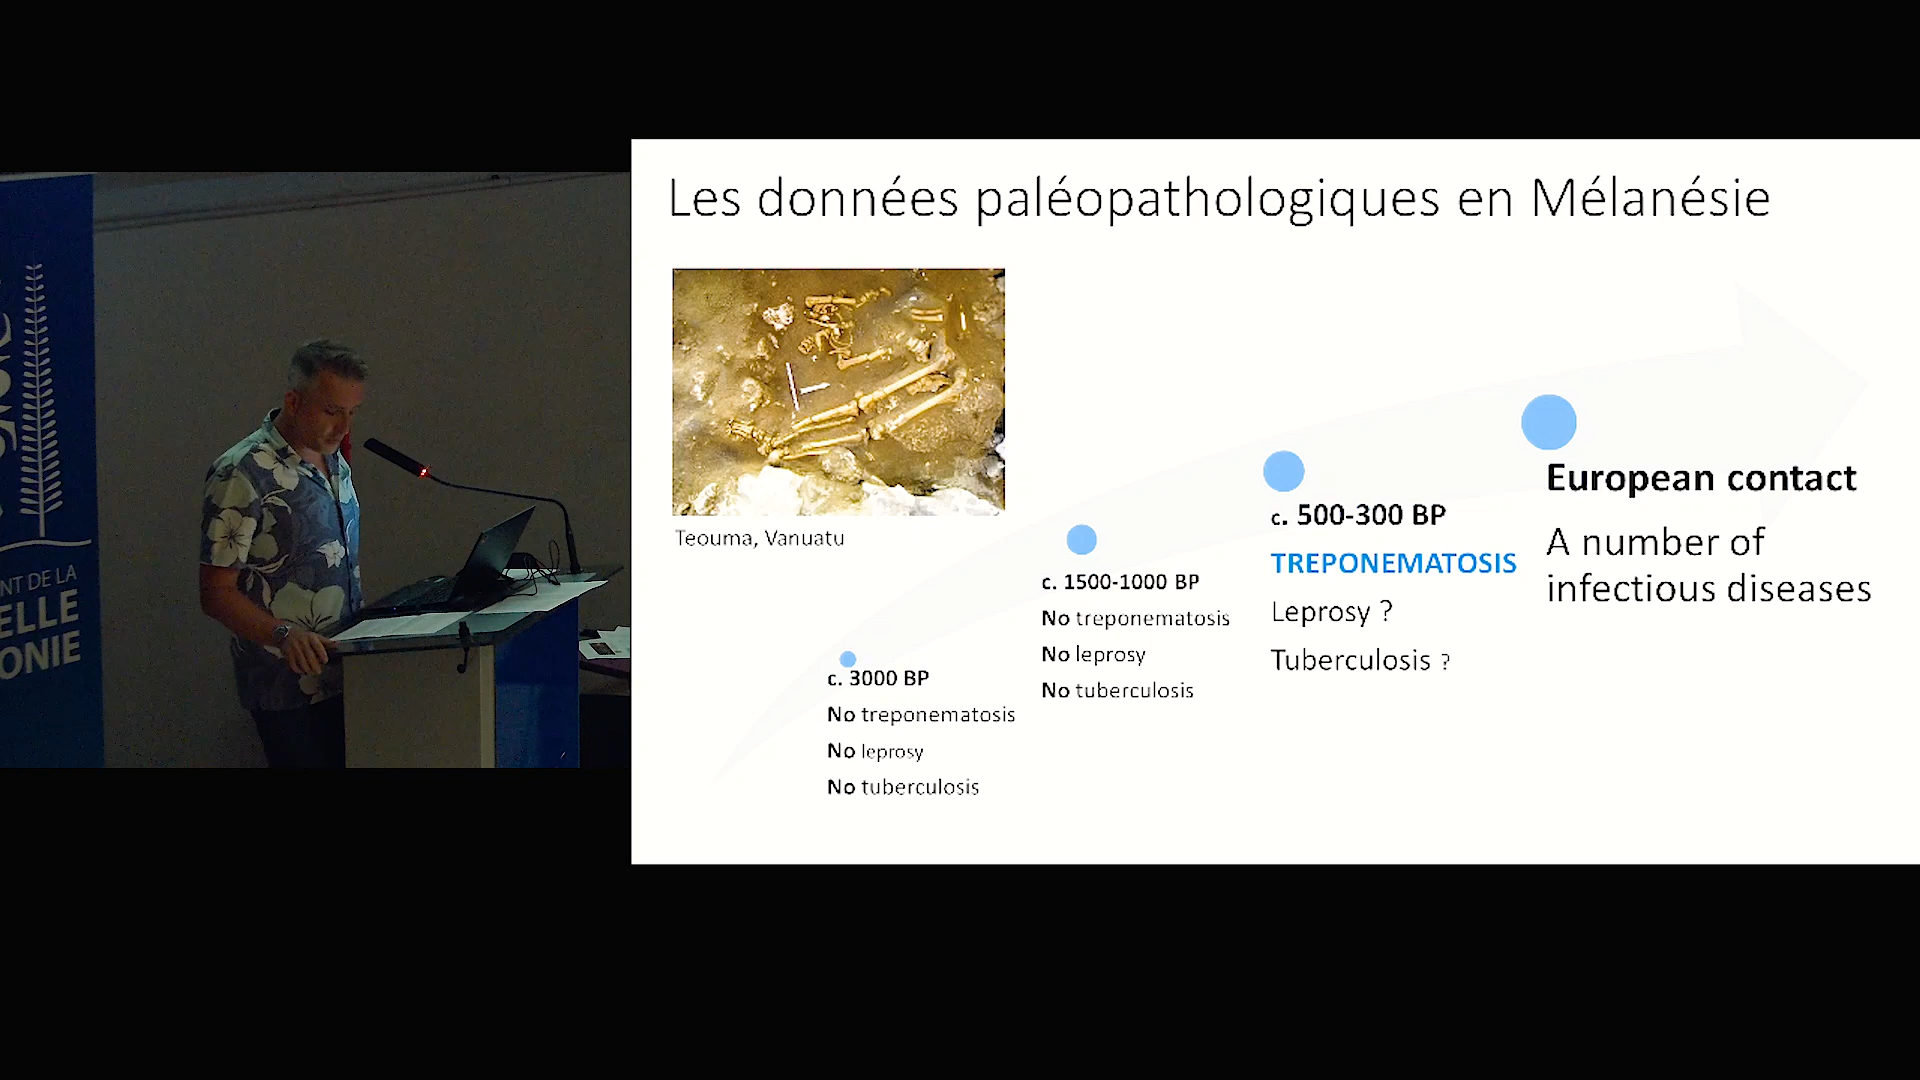 NT DE LA
ELLE
ONIE
Les données paléopathologiques en Mélanésie
Teouma, Vanuatu
c. 3000 BP
No treponematosis
No leprosy
No tuberculosis
c. 1500-1000 BP
No treponematosis
No leprosy
No tuberculosis
c. 500-300 BP
TREPONEMATOSIS
Leprosy ?
Tuberculosis ?
European contact
A number of
infectious diseases